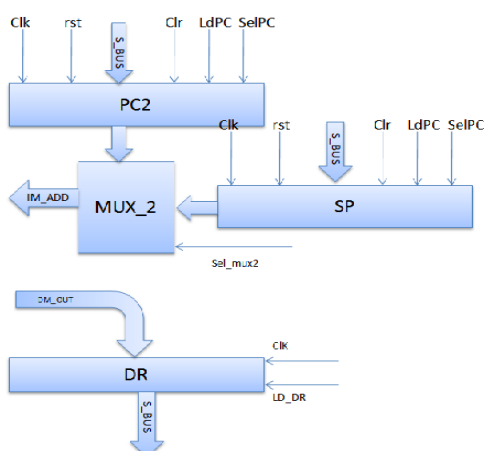 Clk rst Clr LdPC SelPC
S_BUS
PC2
Clk rst Clr LdPC SelPC
S_BUS
IM_ADD
MUX_2
SP
Sel_mux2
DM_OUT
ClK
DR
LD_DR
S_BUS